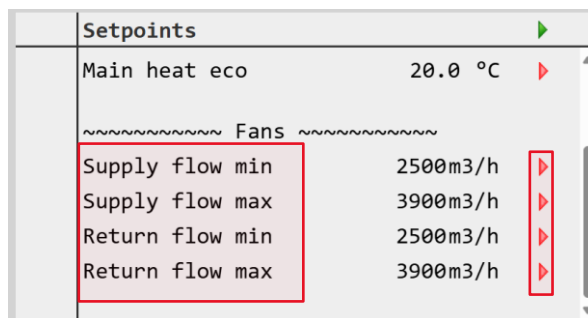 Setpoints
Main heat eco 20.0 °C
~~~~~~~~~~~ Fans ~~~~~~~~~~~
Supply flow min 2500m3/h
Supply flow max 3900m3/h
Return flow min 2500m3/h
Return flow max 3900m3/h